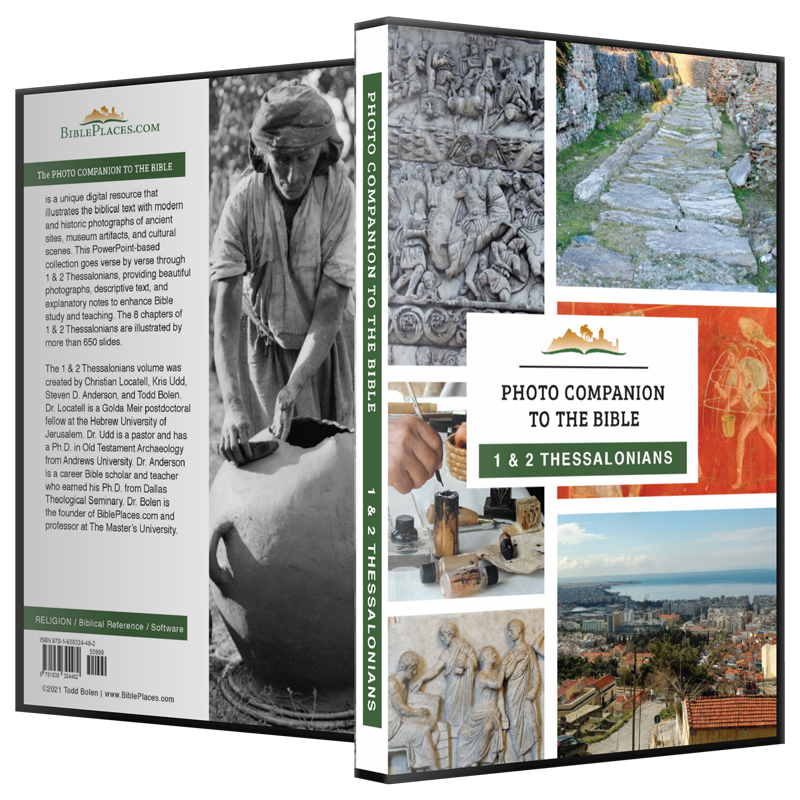 BIBLEPLACES.COM
The PHOTO COMPANION TO THE BIBLE
is a unique digital resource that
illustrates the biblical text with modern
and historic photographs of ancient
sites, museum artifacts, and cultural
scenes. This PowerPoint-based
collection goes verse by verse through
1 & 2 Thessalonians, providing beautiful
photographs, descriptive text, and
explanatory notes to enhance Bible
study and teaching. The 8 chapters of
1 & 2 Thessalonians are illustrated by
more than 650 slides.
The 1 & 2 Thessalonians volume was
created by Christian Locatell, Kris Udd,
Steven D. Anderson, and Todd Bolen.
Dr. Locatell is a Golda Meir postdoctoral
fellow at the Hebrew University of
Jerusalem. Dr. Udd is a pastor and has
a Ph.D. in Old Testament Archaeology
from Andrews University. Dr. Anderson
is a career Bible scholar and teacher
who earned his Ph.D. from Dallas
Theological Seminary. Dr. Bolen is
the founder of BiblePlaces.com and
professor at The Master's University.
RELIGION / Biblical Reference / Software
ISBN 978-1-938324-46-2
55999
9 781938 324462
©2021 Todd Bolen | www.BiblePlaces.com
PHOTO COMPANION TO THE BIBLE 1 & 2 THESSALONIANS
PHOTO COMPANION
TO THE BIBLE
1 & 2 THESSALONIANS